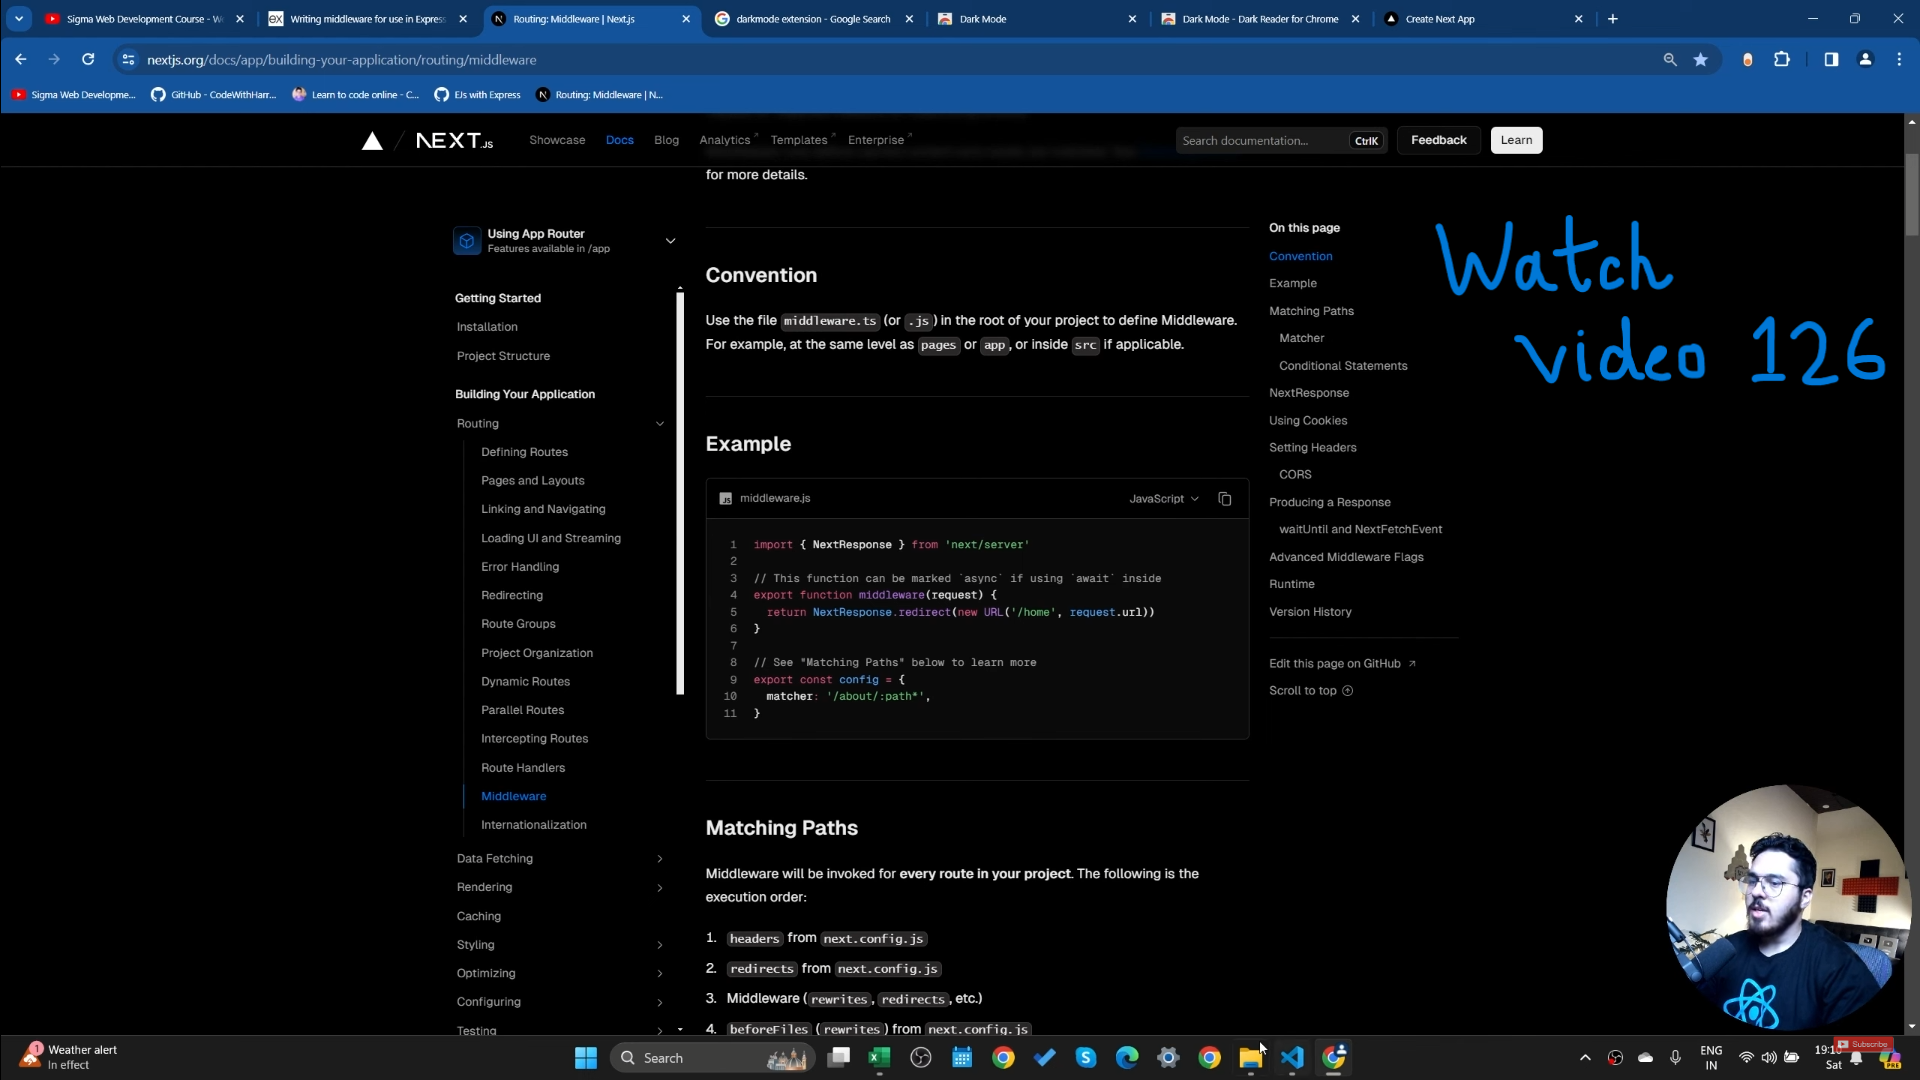 Sigma Web Development Course - W
Writing middleware for use in Express
Routing: Middleware | Next.js
darkmode extension - Google Search
Dark Mode
Dark Mode - Dark Reader for Chrome
Create Next App
nextjs.org/docs/app/building-your-application/routing/middleware
Sigma Web Developme...
GitHub - CodeWithHarr...
Learn to code online - C...
EJs with Express
Routing: Middleware | N...
NEXT.JS
Showcase
Docs
Blog
Analytics
Templates
Enterprise
Search documentation...
CtrlK
Feedback
Learn
for more details.
Using App Router
Features available in /app
Getting Started
Installation
Project Structure
Building Your Application
Routing
Defining Routes
Pages and Layouts
Linking and Navigating
Loading UI and Streaming
Error Handling
Redirecting
Route Groups
Project Organization
Dynamic Routes
Parallel Routes
Intercepting Routes
Route Handlers
Middleware
Internationalization
Data Fetching
Rendering
Caching
Styling
Optimizing
Configuring
Testing
Convention
Use the file middleware.ts (or .js) in the root of your project to define Middleware.
For example, at the same level as pages or app, or inside src if applicable.
Example
middleware.js
JavaScript
1 import { NextResponse } from 'next/server'
2
3 // This function can be marked `async` if using `await` inside
4 export function middleware(request) {
5 return NextResponse.redirect(new URL('/home', request.url))
6 }
7
8 // See "Matching Paths" below to learn more
9 export const config = {
10 matcher: '/about/:path*',
11 }
Matching Paths
Middleware will be invoked for every route in your project. The following is the
execution order:
1. headers from next.config.js
2. redirects from next.config.js
3. Middleware (rewrites, redirects, etc.)
4. beforeFiles (rewrites) from next.config.js
On this page
Convention
Example
Matching Paths
Matcher
Conditional Statements
NextResponse
Using Cookies
Setting Headers
CORS
Producing a Response
waitUntil and NextFetchEvent
Advanced Middleware Flags
Runtime
Version History
Edit this page on GitHub
Scroll to top
Watch
video 126
Subscribe
1
Weather alert
In effect
Search
ENG
IN
Sat
PRE